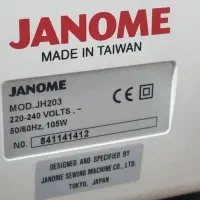 JANOME
MADE IN TAIWAN
JANOME
MOD.JH203
220-240 VOLTS, ~
50/60Hz, 105W
CE
NO. 841141412
DESIGNED AND SPECIFIED BY
JANOME SEWING MACHINE CO., LTD.
TOKYO, JAPAN